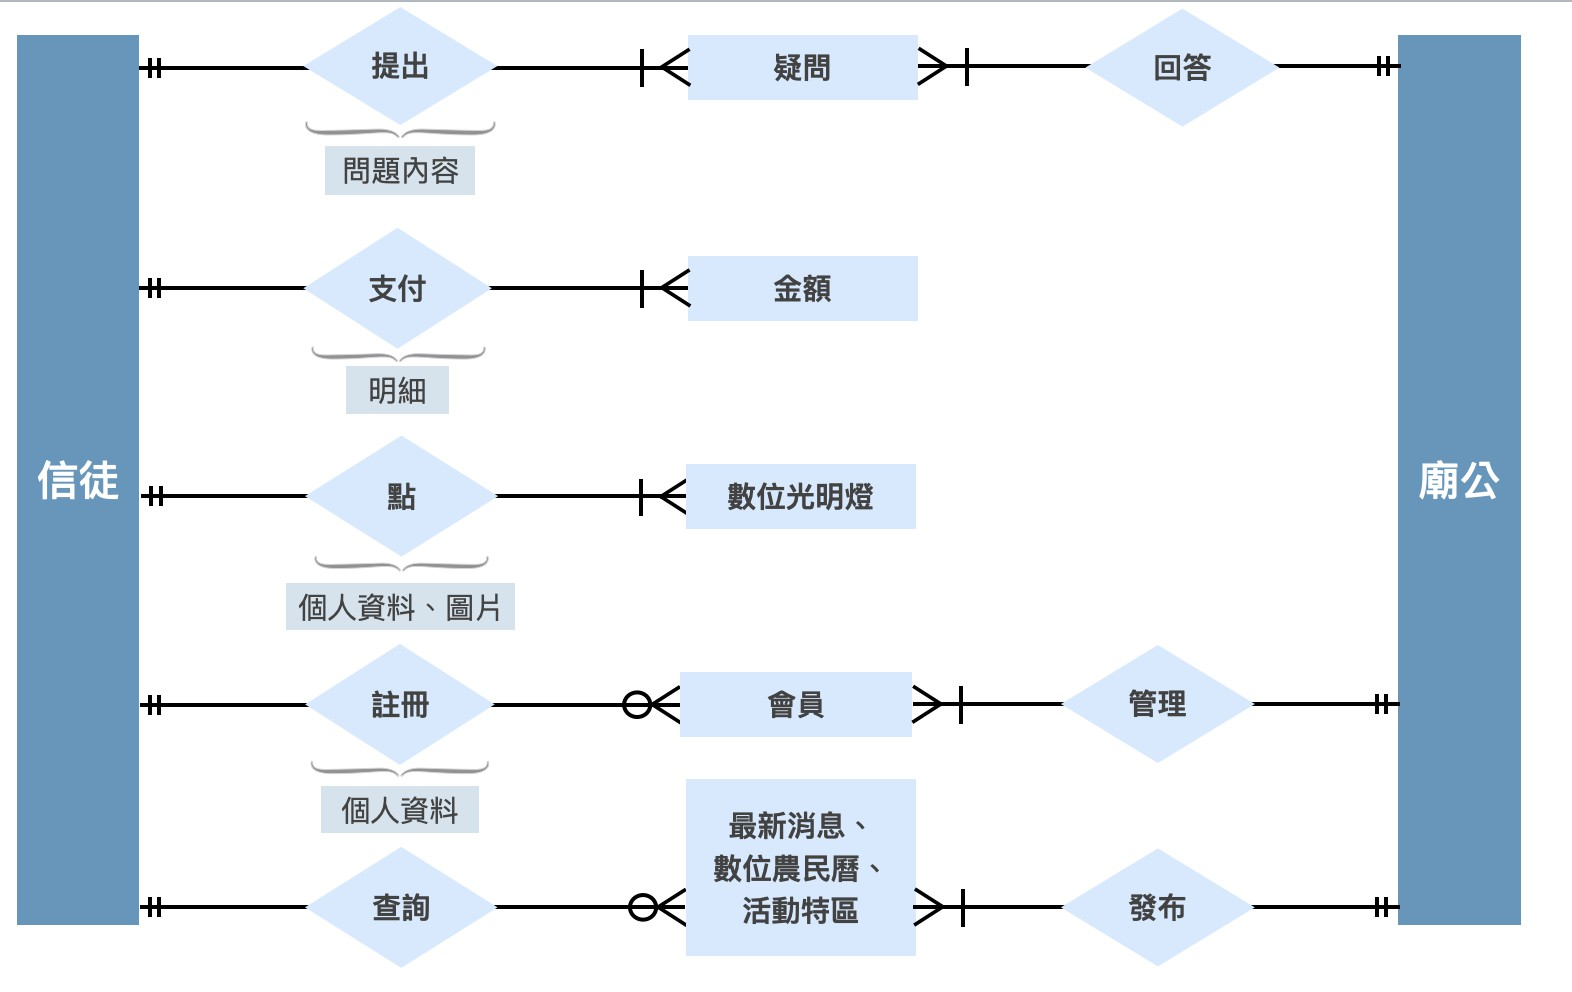 提出
疑問
回答
問題內容
支付
金額
明細
信徒
點
數位光明燈
廟公
個人資料、圖片
註冊
會員
管理
個人資料
最新消息、
數位農民曆、
活動特區
查詢
發布